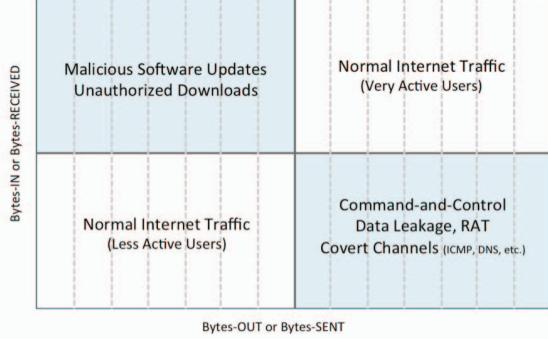 Bytes-IN or Bytes-RECEIVED
Malicious Software Updates
Unauthorized Downloads
Normal Internet Traffic
(Very Active Users)
Normal Internet Traffic
(Less Active Users)
Command-and-Control
Data Leakage, RAT
Covert Channels (ICMP, DNS, etc.)
Bytes-OUT or Bytes-SENT